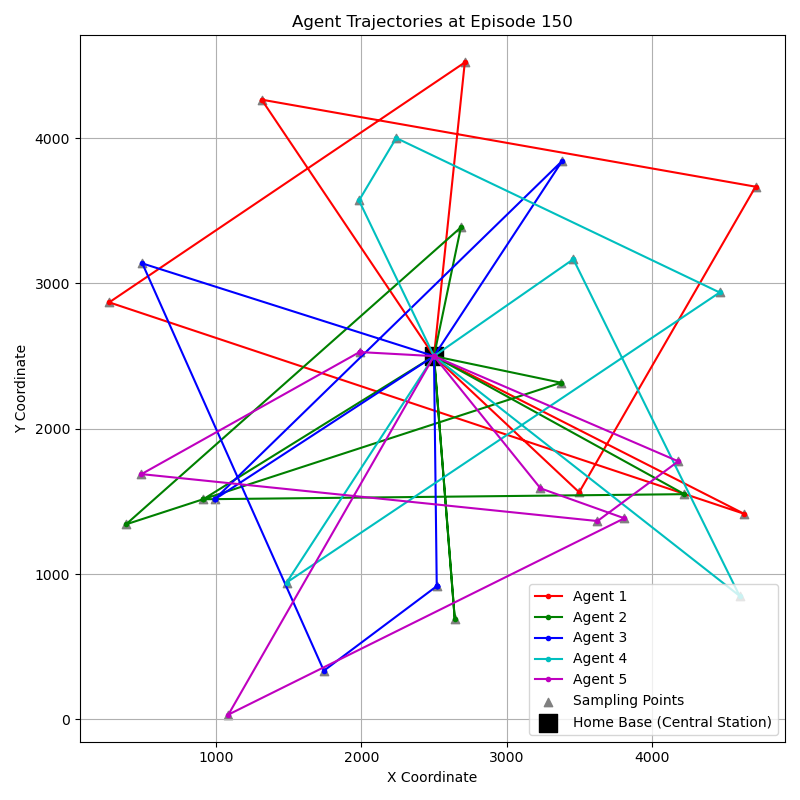 Agent Trajectories at Episode 150
Y Coordinate
4000
3000
2000
1000
0
1000
2000
3000
4000
X Coordinate
Agent 1
Agent 2
Agent 3
Agent 4
Agent 5
Sampling Points
Home Base (Central Station)